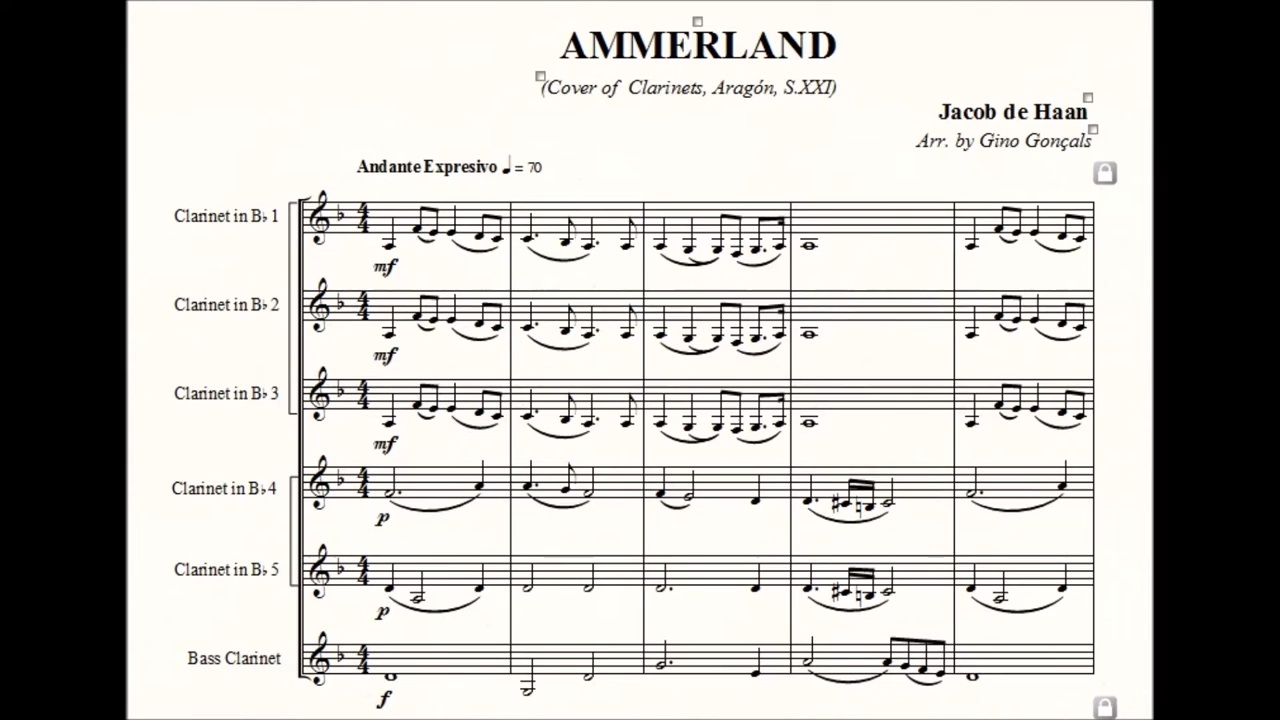 AMMERLAND
(Cover of Clarinets, Aragón, S.XXI)
Jacob de Haan
Arr. by Gino Gonçals
Andante Expresivo ♩ = 70
Clarinet in B♭ 1
mf
Clarinet in B♭ 2
mf
Clarinet in B♭ 3
mf
Clarinet in B♭ 4
p
Clarinet in B♭ 5
p
Bass Clarinet
f